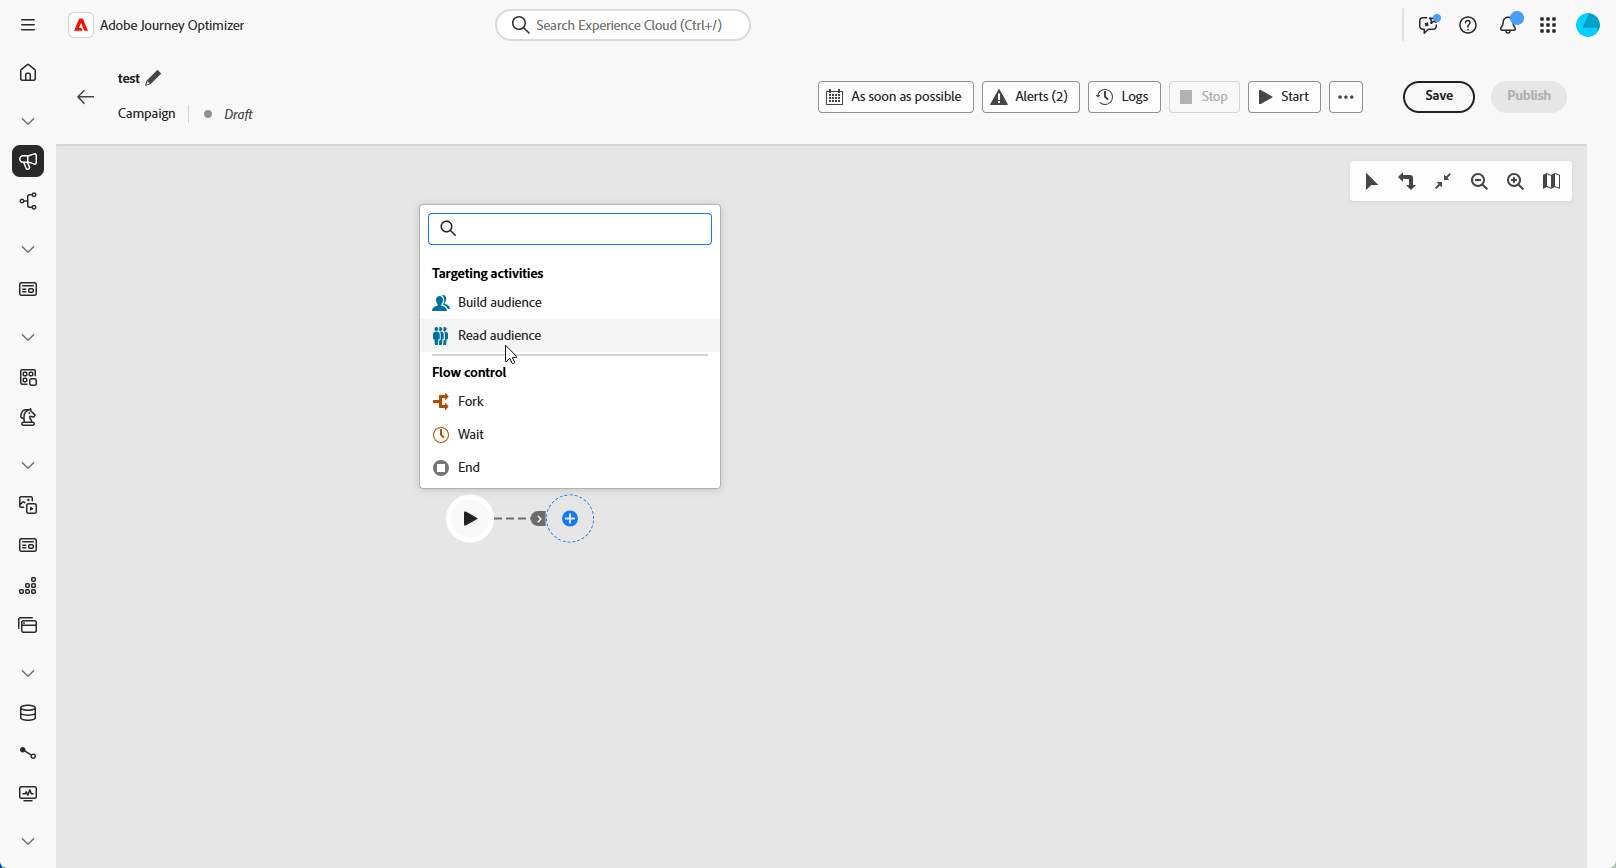 Adobe Journey Optimizer
Search Experience Cloud (Ctrl+/)
test
Campaign
Draft
As soon as possible
Alerts (2)
Logs
Stop
Start
Save
Publish
Targeting activities
Build audience
Read audience
Flow control
Fork
Wait
End